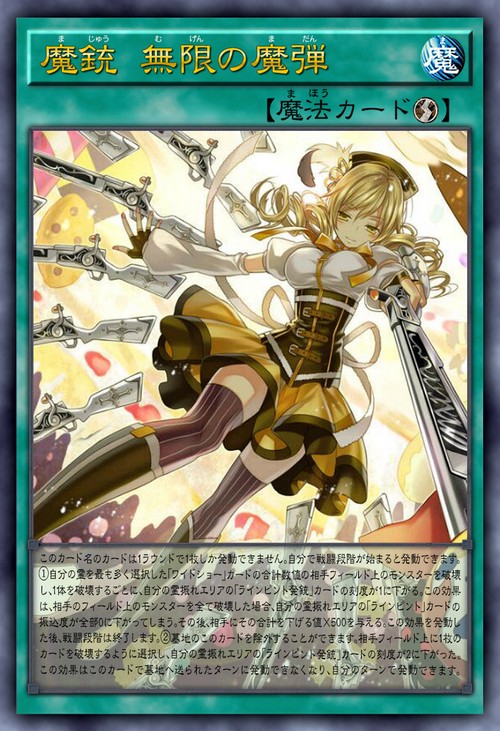 魔銃 無限の魔弾
魔
【魔法カード】
このカード名のカードは1ラウンドで1枚しか発動できません。自分で戦闘段階が始まると発動できます。
①自分の霊を最も多く選択した「ワイドショー」カードの合計数値の相手フィールド上のモンスターを破壊
し、1体を破壊するごとに、自分の霊振れエリアの「ラインビント発銃」カードの刻度が1に下がる。この効果
は、相手のフィールド上のモンスターを全て破壊した場合、自分の霊振れエリアの「ラインビント」カードの
振込度が全部0に下がってしまう。その後、相手にその合計を下げる値X600を与える。この効果を発動し
た後、戦闘段階は終了します。②墓地のこのカードを除外することができます。相手フィールド上に1枚の
カードを破壊するように選択し、自分の霊振れエリアの「ラインビント発銃」カードの刻度が2に下がった。
この効果はこのカードで墓地へ送られたターンに発動できなくなり、自分のターンで発動できます。